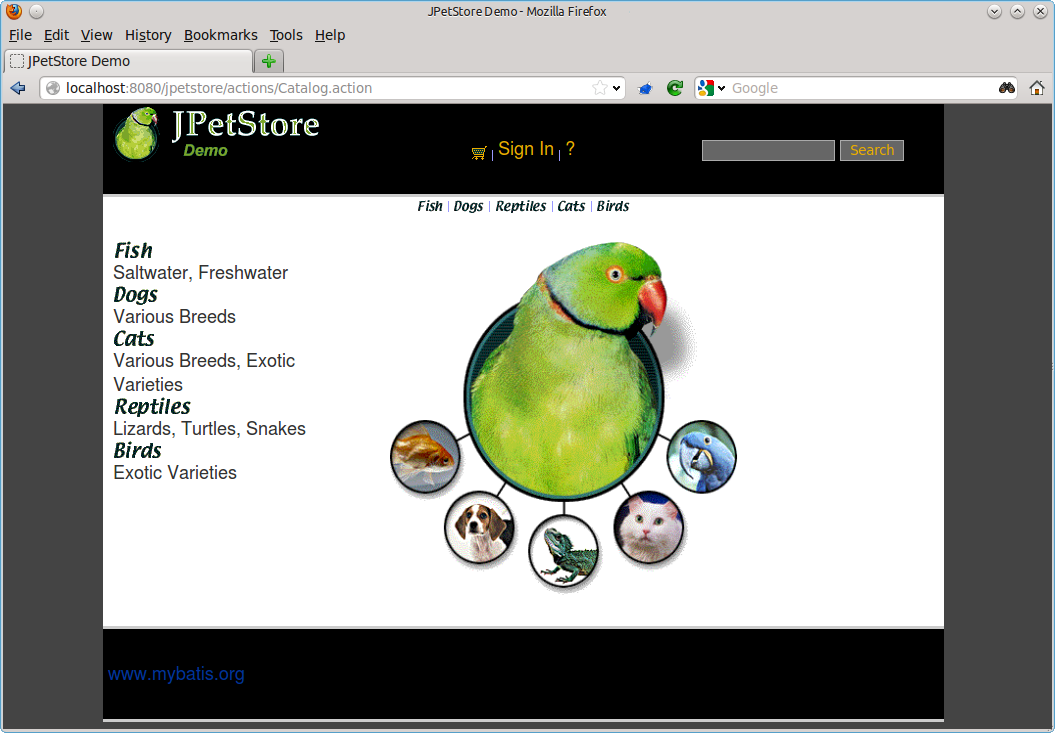 JPetStore Demo - Mozilla Firefox
File Edit View History Bookmarks Tools Help
JPetStore Demo
localhost:8080/jpetstore/actions/Catalog.action
Google
JPetStore
Demo
Sign In | ?
Search
Fish | Dogs | Reptiles | Cats | Birds
Fish
Saltwater, Freshwater
Dogs
Various Breeds
Cats
Various Breeds, Exotic
Varieties
Reptiles
Lizards, Turtles, Snakes
Birds
Exotic Varieties
www.mybatis.org